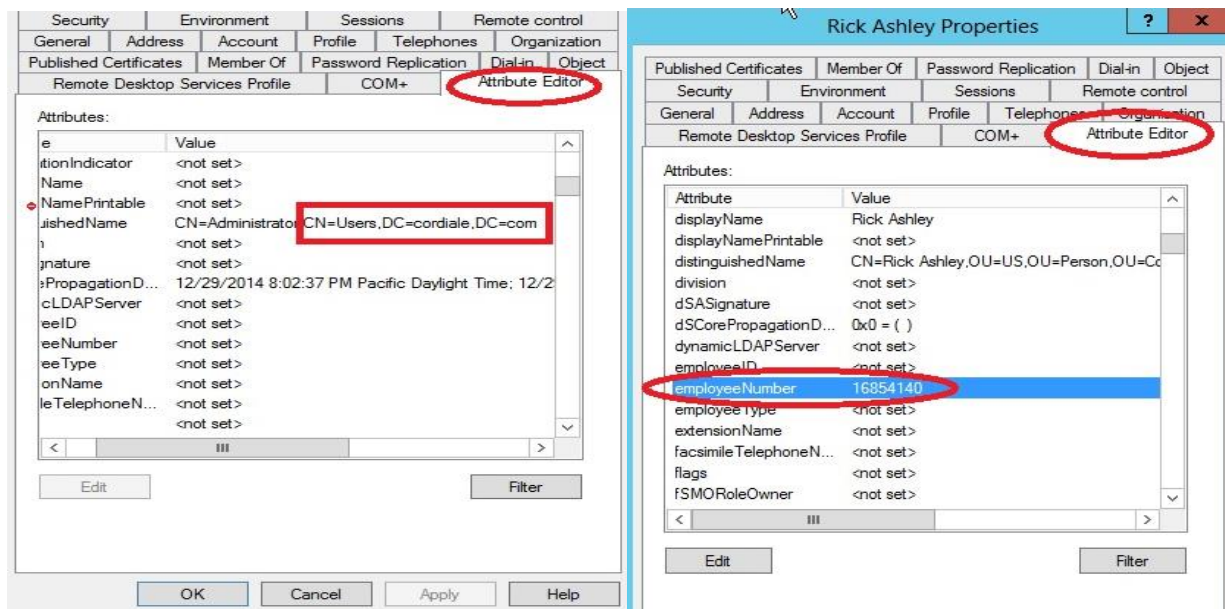 Security Environment Sessions Remote control
General Address Account Profile Telephones Organization
Published Certificates Member Of Password Replication Dial-in Object
Remote Desktop Services Profile COM+ Attribute Editor
Attributes:
e Value
itionIndicator <not set>
Name <not set>
NamePrintable <not set>
uishedName CN=Administrator,CN=Users,DC=cordiale,DC=com
<not set>
gnature <not set>
ePropagationD... 12/29/2014 8:02:37 PM Pacific Daylight Time; 12/2
cLDAPServer <not set>
eeID <not set>
eeNumber <not set>
eeType <not set>
onName <not set>
leTelephoneN... <not set>
<not set>
Edit Filter
OK Cancel Apply Help
Rick Ashley Properties ? x
Published Certificates Member Of Password Replication Dial-in Object
Security Environment Sessions Remote control
General Address Account Profile Telephones Organization
Remote Desktop Services Profile COM+ Attribute Editor
Attributes:
Attribute Value
displayName Rick Ashley
displayNamePrintable <not set>
distinguishedName CN=Rick Ashley,OU=US,OU=Person,OU=Co
division <not set>
dSASignature <not set>
dSCorePropagationD... 0x0 = ( )
dynamicLDAPServer <not set>
employeeID <not set>
employeeNumber 16854140
employeeType <not set>
extensionName <not set>
facsimileTelephoneN... <not set>
flags <not set>
fSMORoleOwner <not set>
Edit Filter